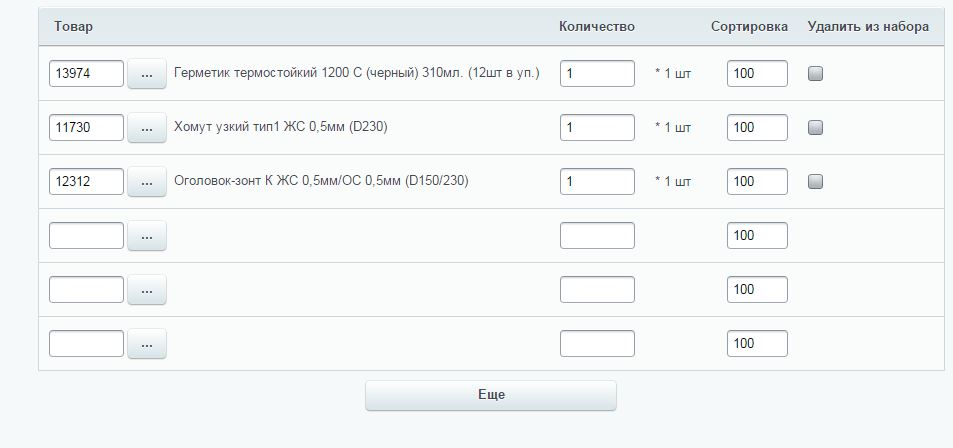 Товар Количество Сортировка Удалить из набора
13974 ... Герметик термостойкий 1200 С (черный) 310мл. (12шт в уп.) 1 * 1 шт 100
11730 ... Хомут узкий тип1 ЖС 0,5мм (D230) 1 * 1 шт 100
12312 ... Оголовок-зонт К ЖС 0,5мм/ОС 0,5мм (D150/230) 1 * 1 шт 100
... 100
... 100
... 100
Еще